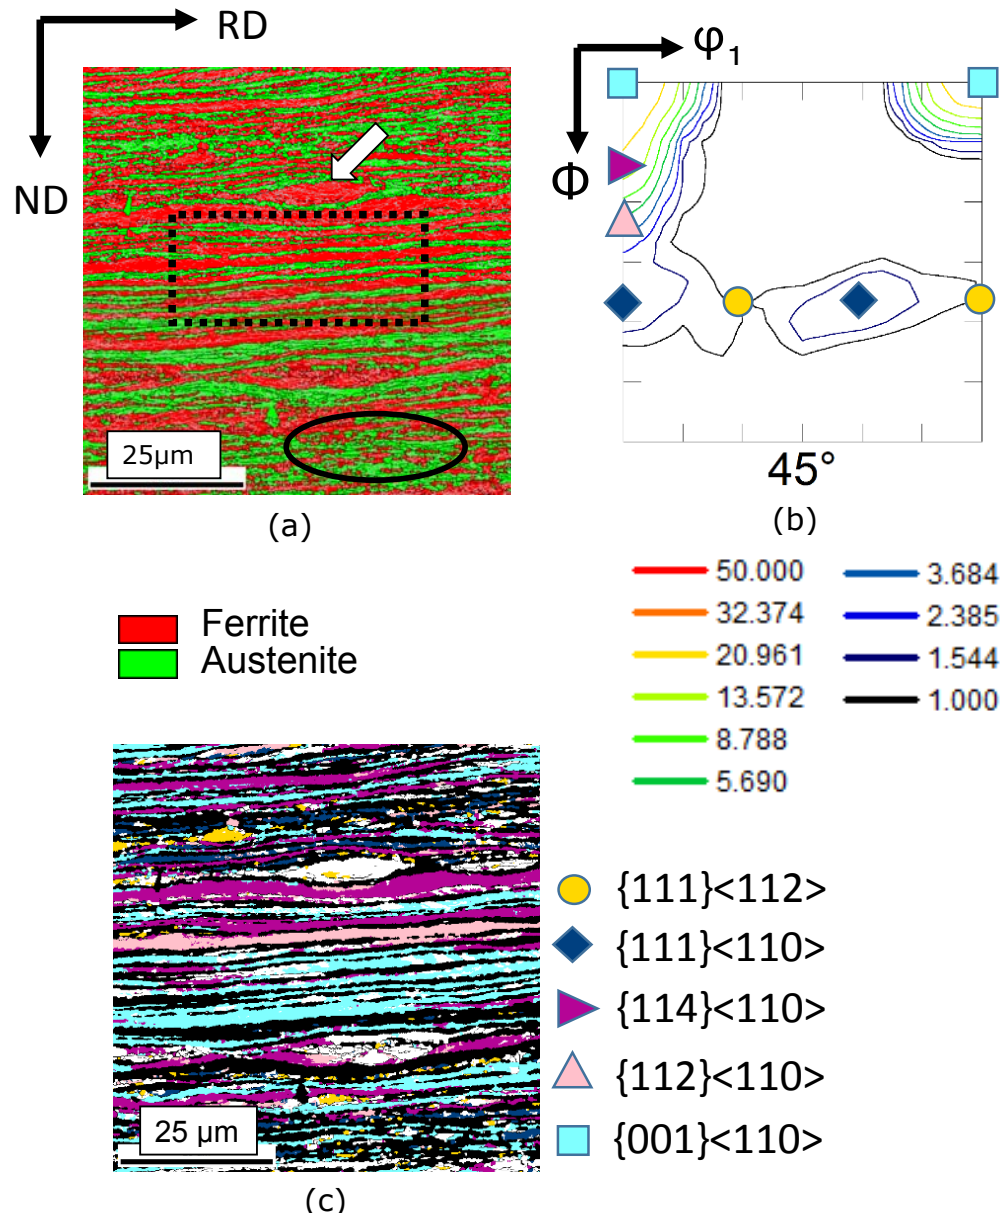 RD
ND
25μm
(a)
φ1
Φ
45°
(b)
Ferrite
Austenite
50.000
32.374
20.961
13.572
8.788
5.690
3.684
2.385
1.544
1.000
25 μm
(c)
{111}<112>
{111}<110>
{114}<110>
{112}<110>
{001}<110>